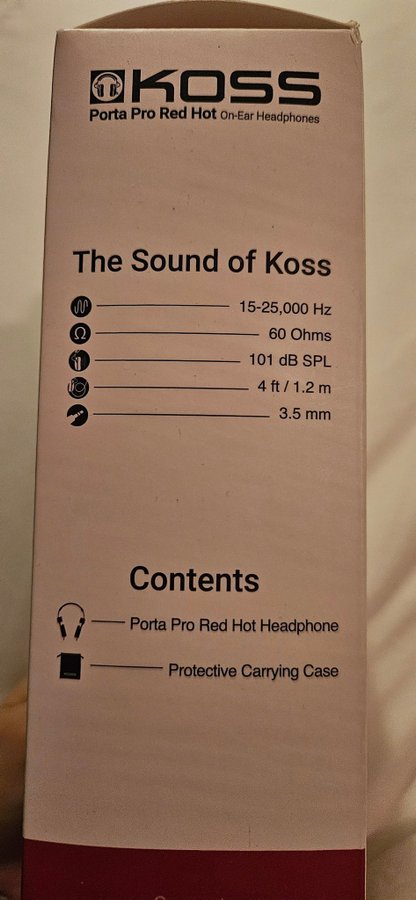 KOSS
Porta Pro Red Hot On-Ear Headphones
The Sound of Koss
15-25,000 Hz
Ω 60 Ohms
101 dB SPL
4 ft / 1.2 m
3.5 mm
Contents
Porta Pro Red Hot Headphone
Protective Carrying Case